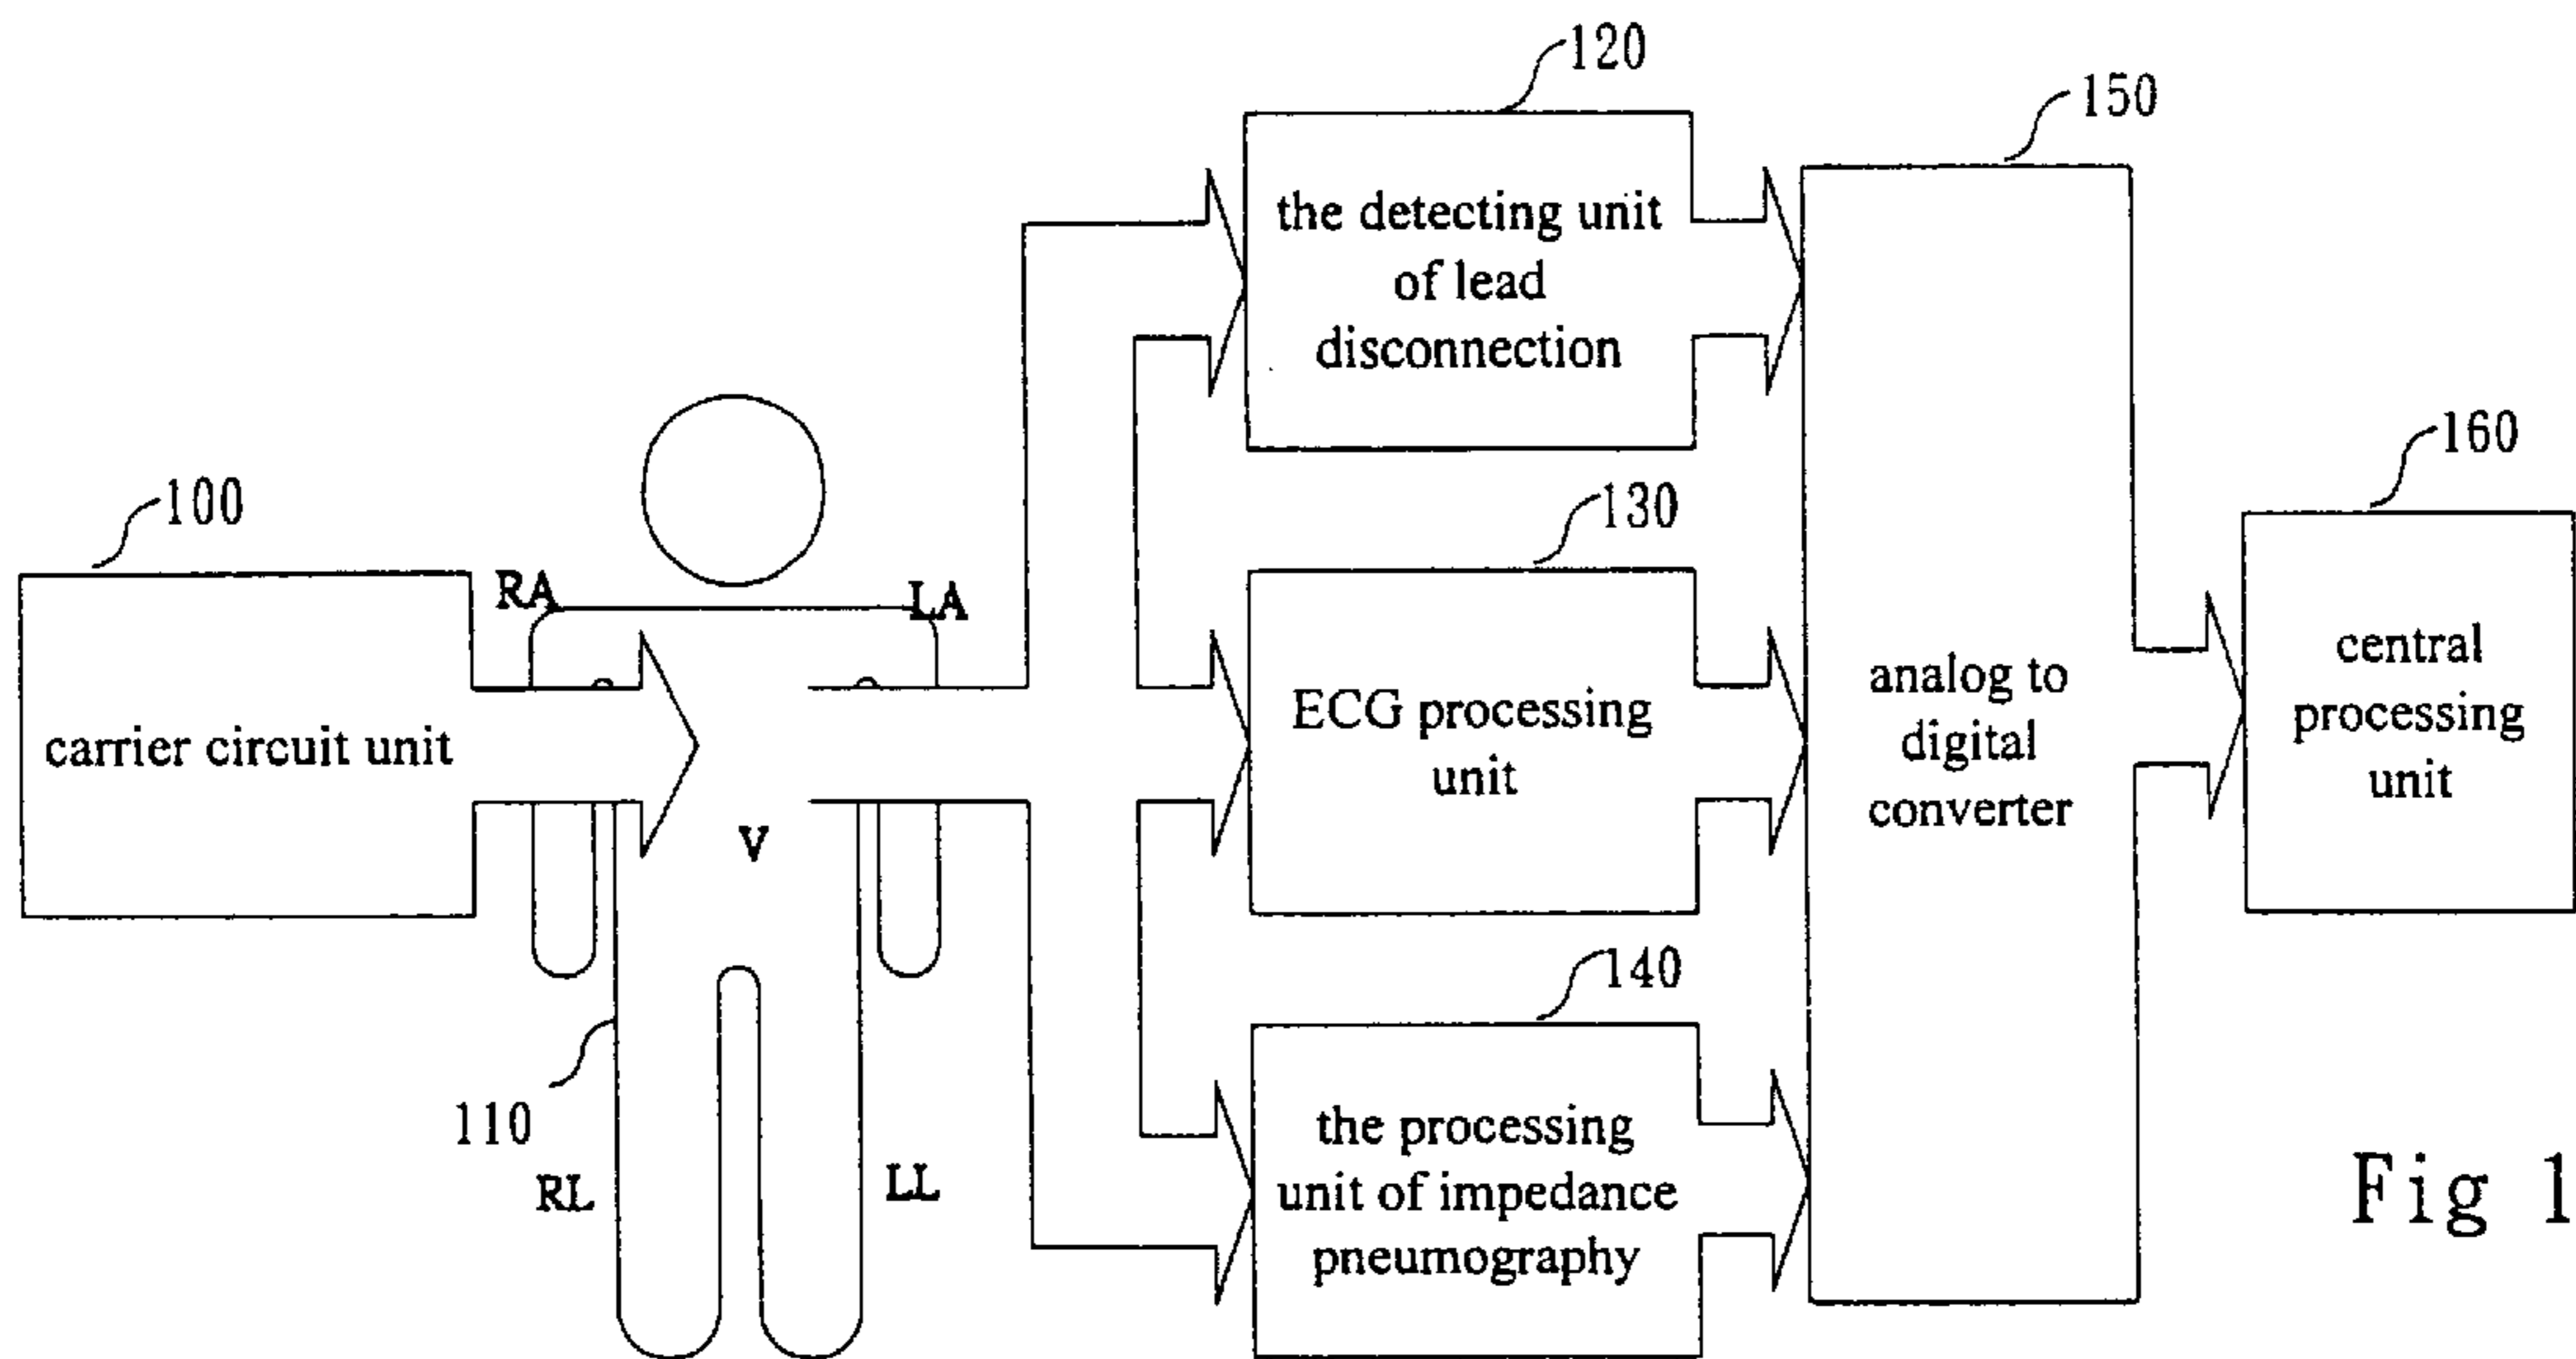 120
150
the detecting unit
of lead
disconnection
160
100
130
RA
LA
central
processing
unit
carrier circuit unit
ECG processing
unit
analog to
digital
converter
V
140
110
RL
LL
the processing
unit of impedance
pneumography
Fig 1